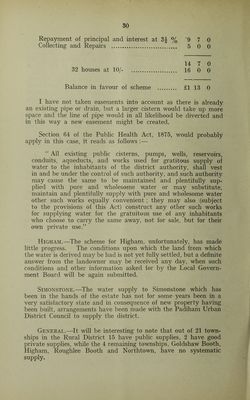 30
Repayment of principal and interest at 3½ % '9 7 0
Collecting and Repairs ........................... 5 0 0
14 7 0
32 houses at 10/- ..................... 16 0 0
Balance in favour of scheme ......... £1 13 0
I have not taken easements into account as there is already
an existing pipe or drain, but a larger cistern would take up more
space and the line of pipe would in all likelihood be diverted and
in this way a new easement might be created.
Section 64 of the Public Health Act, 1875, would probably
apply in this case, it reads as follows :—
" All existing public cisterns, pumps, wells, reservoirs,
conduits, aqueducts, and works used for gratuitous supply of
water to the inhabitants of the district authority, shall vest
in and be under the control of such authority, and such authority
may cause the same to be maintained and plentifully sup-
plied with pure and wholesome water or may substitute,
maintain and plentifully supply with pure and wholesome water
other such works equally convenient ; they may also (subject
to the provisions of this Act) construct any other such works
for supplying water for the gratuitous use of any inhabitants
who choose to carry the same away, not for sale, but for their
own private use."
HIGHAM.—The scheme for Higham, unfortunately, has made
little progress. The conditions upon which the land from which
the water is derived may be had is not yet fully settled, but a definite
answer from the landowner may be received any day, when such
conditions and other information asked for by the Local Govern-
ment Board will be again submitted.
SIMONSTONE.—The water supply to Simonstone which has
been in the hands of the estate has not for some years been in a
very satisfactory state and in consequence of new property having
been built, arrangements have been made with the Padiham Urban
District Council to supply the district.
GENERAL.—It will be interesting to note that out of 21 town-
ships in the Rural District 15 have public supplies, 2 have good
private supplies, while the 4 remaining townships, Goldshaw Booth,
Higham, Roughlee Booth and Northtown, have no systematic
supply.